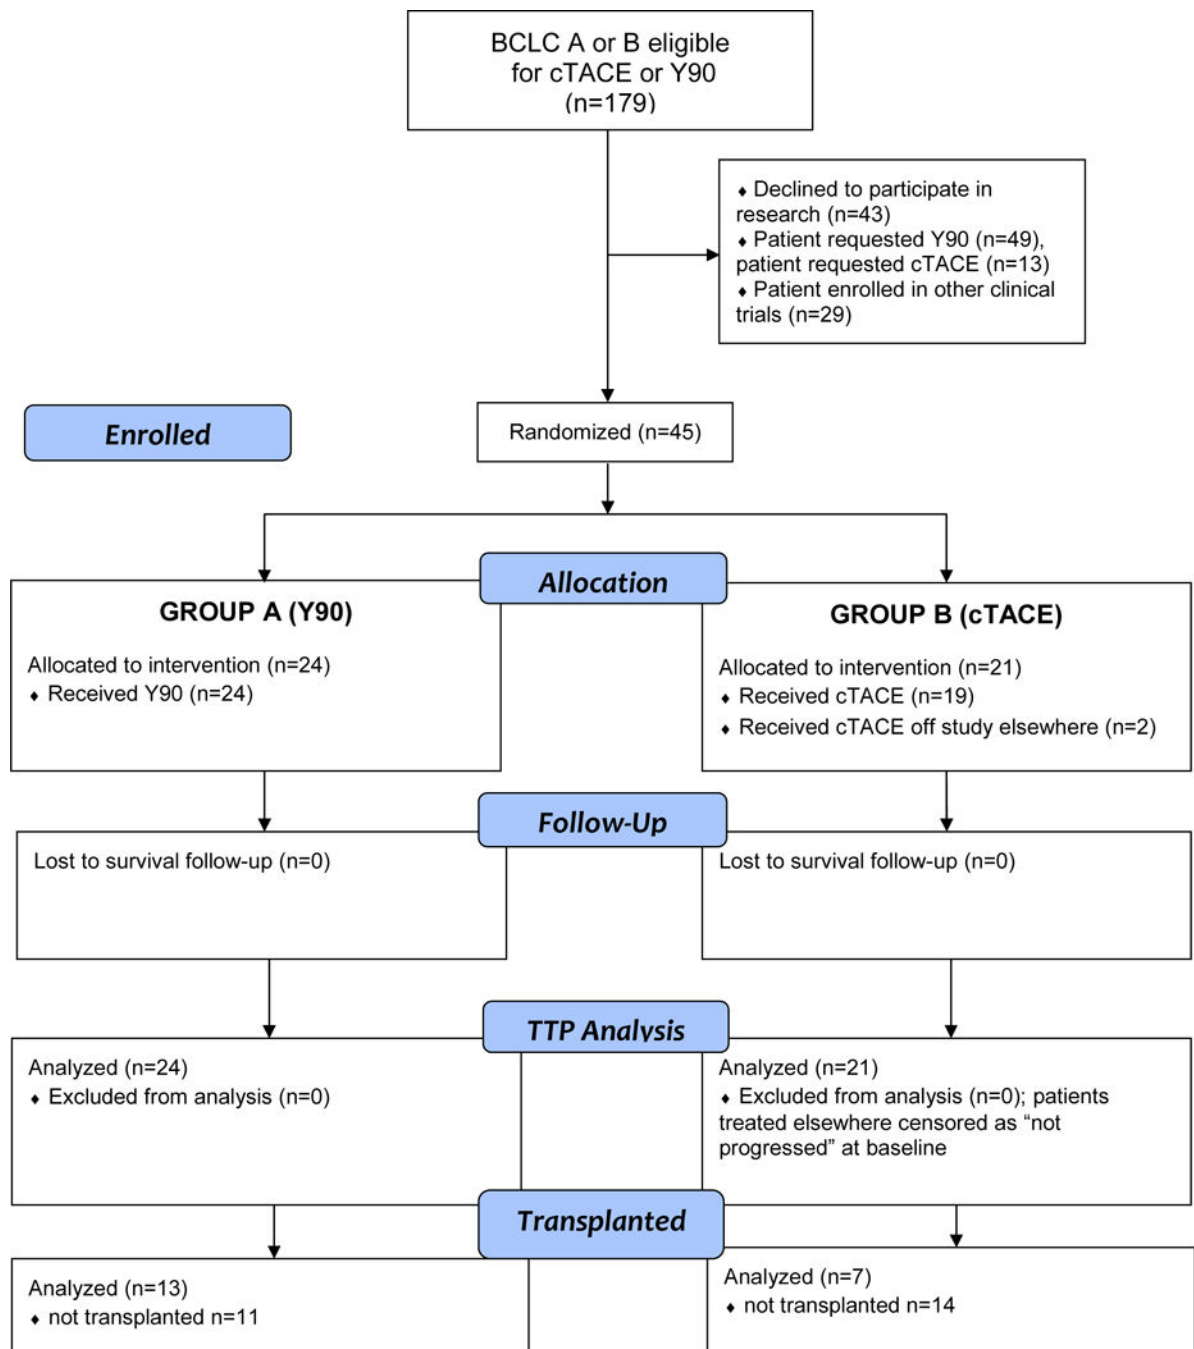 BCLC A or B eligible
for cTACE or Y90
(n=179)
♦ Declined to participate in
research (n=43)
♦ Patient requested Y90 (n=49),
patient requested cTACE (n=13)
♦ Patient enrolled in other clinical
trials (n=29)
Enrolled
Randomized (n=45)
Allocation
GROUP A (Y90)
Allocated to intervention (n=24)
♦ Received Y90 (n=24)
GROUP B (cTACE)
Allocated to intervention (n=21)
♦ Received cTACE (n=19)
♦ Received cTACE off study elsewhere (n=2)
Follow-Up
Lost to survival follow-up (n=0)
Lost to survival follow-up (n=0)
TTP Analysis
Analyzed (n=24)
♦ Excluded from analysis (n=0)
Analyzed (n=21)
♦ Excluded from analysis (n=0); patients
treated elsewhere censored as “not
progressed” at baseline
Transplanted
Analyzed (n=13)
♦ not transplanted n=11
Analyzed (n=7)
♦ not transplanted n=14